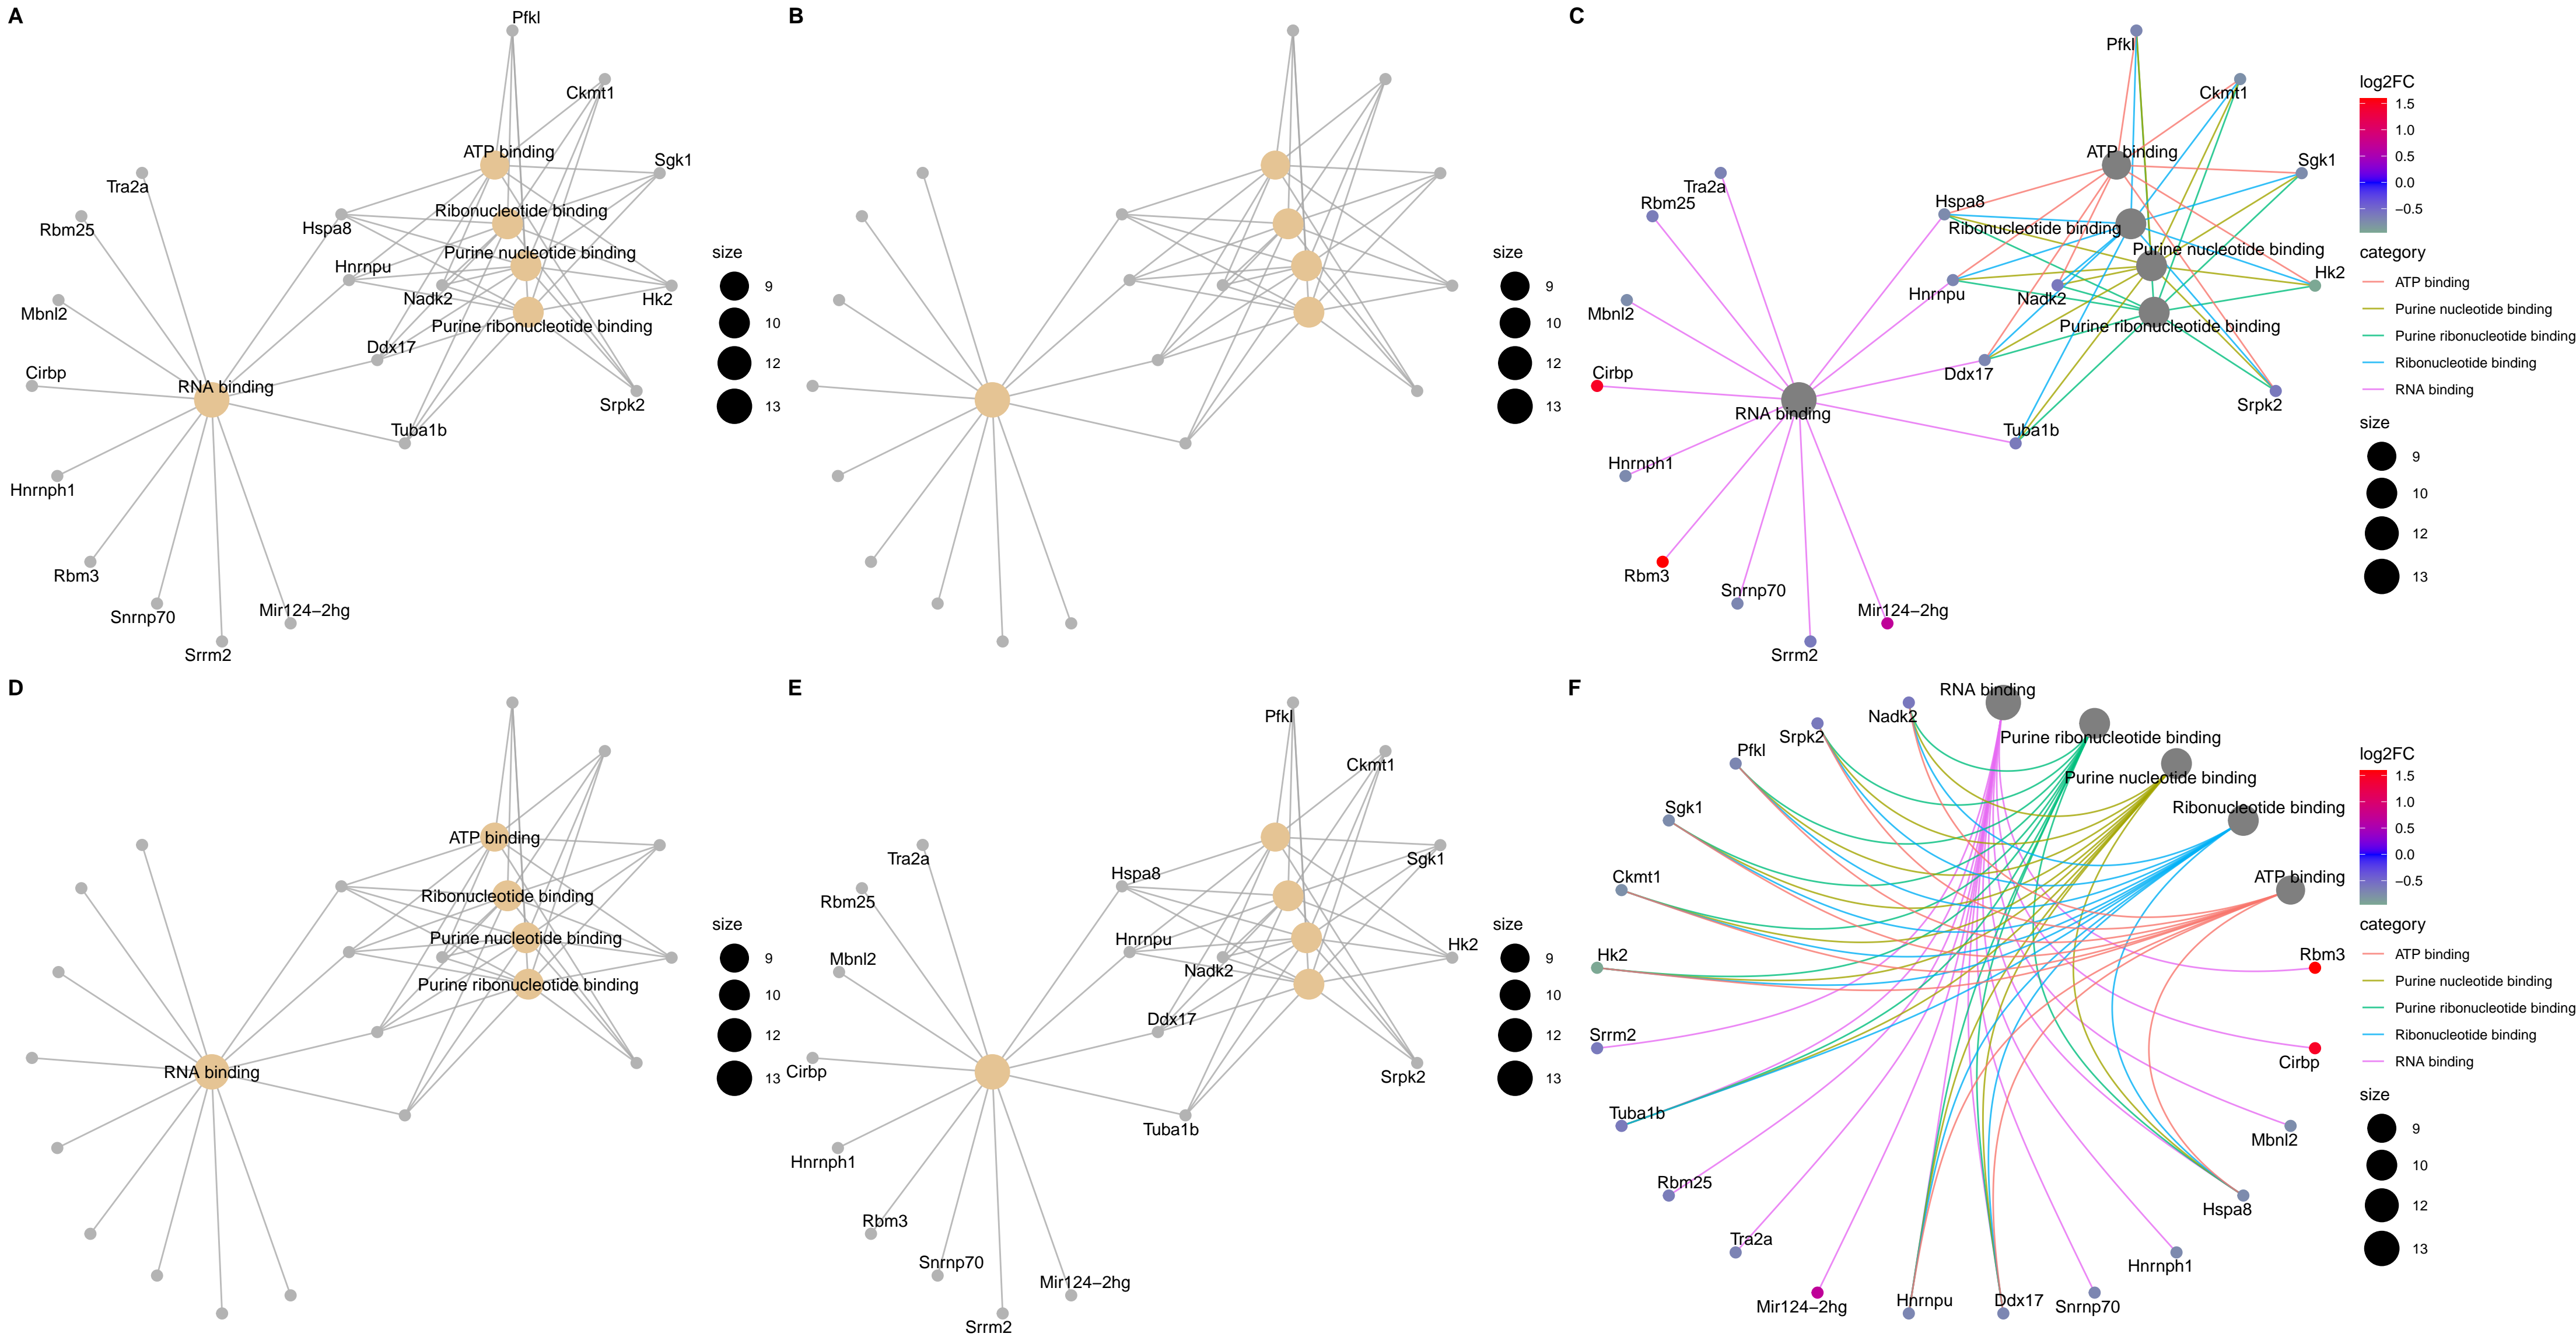 A
Pfkl
Ckmt1
ATP binding
Sgk1
Tra2a
Ribonucleotide binding
Rbm25
Hspa8
Purine nucleotide binding
Hnrnpu
Nadk2
Hk2
Mbnl2
Purine ribonucleotide binding
Ddx17
Cirbp
RNA binding
Srpk2
Tuba1b
Hnrnph1
Rbm3
Snrnp70
Mir124−2hg
Srrm2
size
9
10
12
13
B
size
9
10
12
13
C
Pfkl
Ckmt1
ATP binding
Sgk1
Tra2a
Rbm25
Hspa8
Ribonucleotide binding
Purine nucleotide binding
Hk2
Hnrnpu
Nadk2
Mbnl2
Purine ribonucleotide binding
Cirbp
Ddx17
Srpk2
RNA binding
Tuba1b
Hnrnph1
Rbm3
Snrnp70
Mir124−2hg
Srrm2
log2FC
1.5
1.0
0.5
0.0
−0.5
category
ATP binding
Purine nucleotide binding
Purine ribonucleotide binding
Ribonucleotide binding
RNA binding
size
9
10
12
13
D
ATP binding
Ribonucleotide binding
Purine nucleotide binding
Purine ribonucleotide binding
RNA binding
size
9
10
12
13
E
Pfkl
Ckmt1
Tra2a
Sgk1
Hspa8
Rbm25
Hnrnpu
Hk2
Mbnl2
Nadk2
Ddx17
Cirbp
Srpk2
Tuba1b
Hnrnph1
Rbm3
Snrnp70
Mir124−2hg
Srrm2
size
9
10
12
13
F
RNA binding
Nadk2
Srpk2
Purine ribonucleotide binding
Pfkl
Purine nucleotide binding
Sgk1
Ribonucleotide binding
Ckmt1
ATP binding
Hk2
Rbm3
Srrm2
Cirbp
Tuba1b
Mbnl2
Rbm25
Hspa8
Tra2a
Hnrnph1
Mir124−2hg
Hnrnpu
Ddx17
Snrnp70
log2FC
1.5
1.0
0.5
0.0
−0.5
category
ATP binding
Purine nucleotide binding
Purine ribonucleotide binding
Ribonucleotide binding
RNA binding
size
9
10
12
13